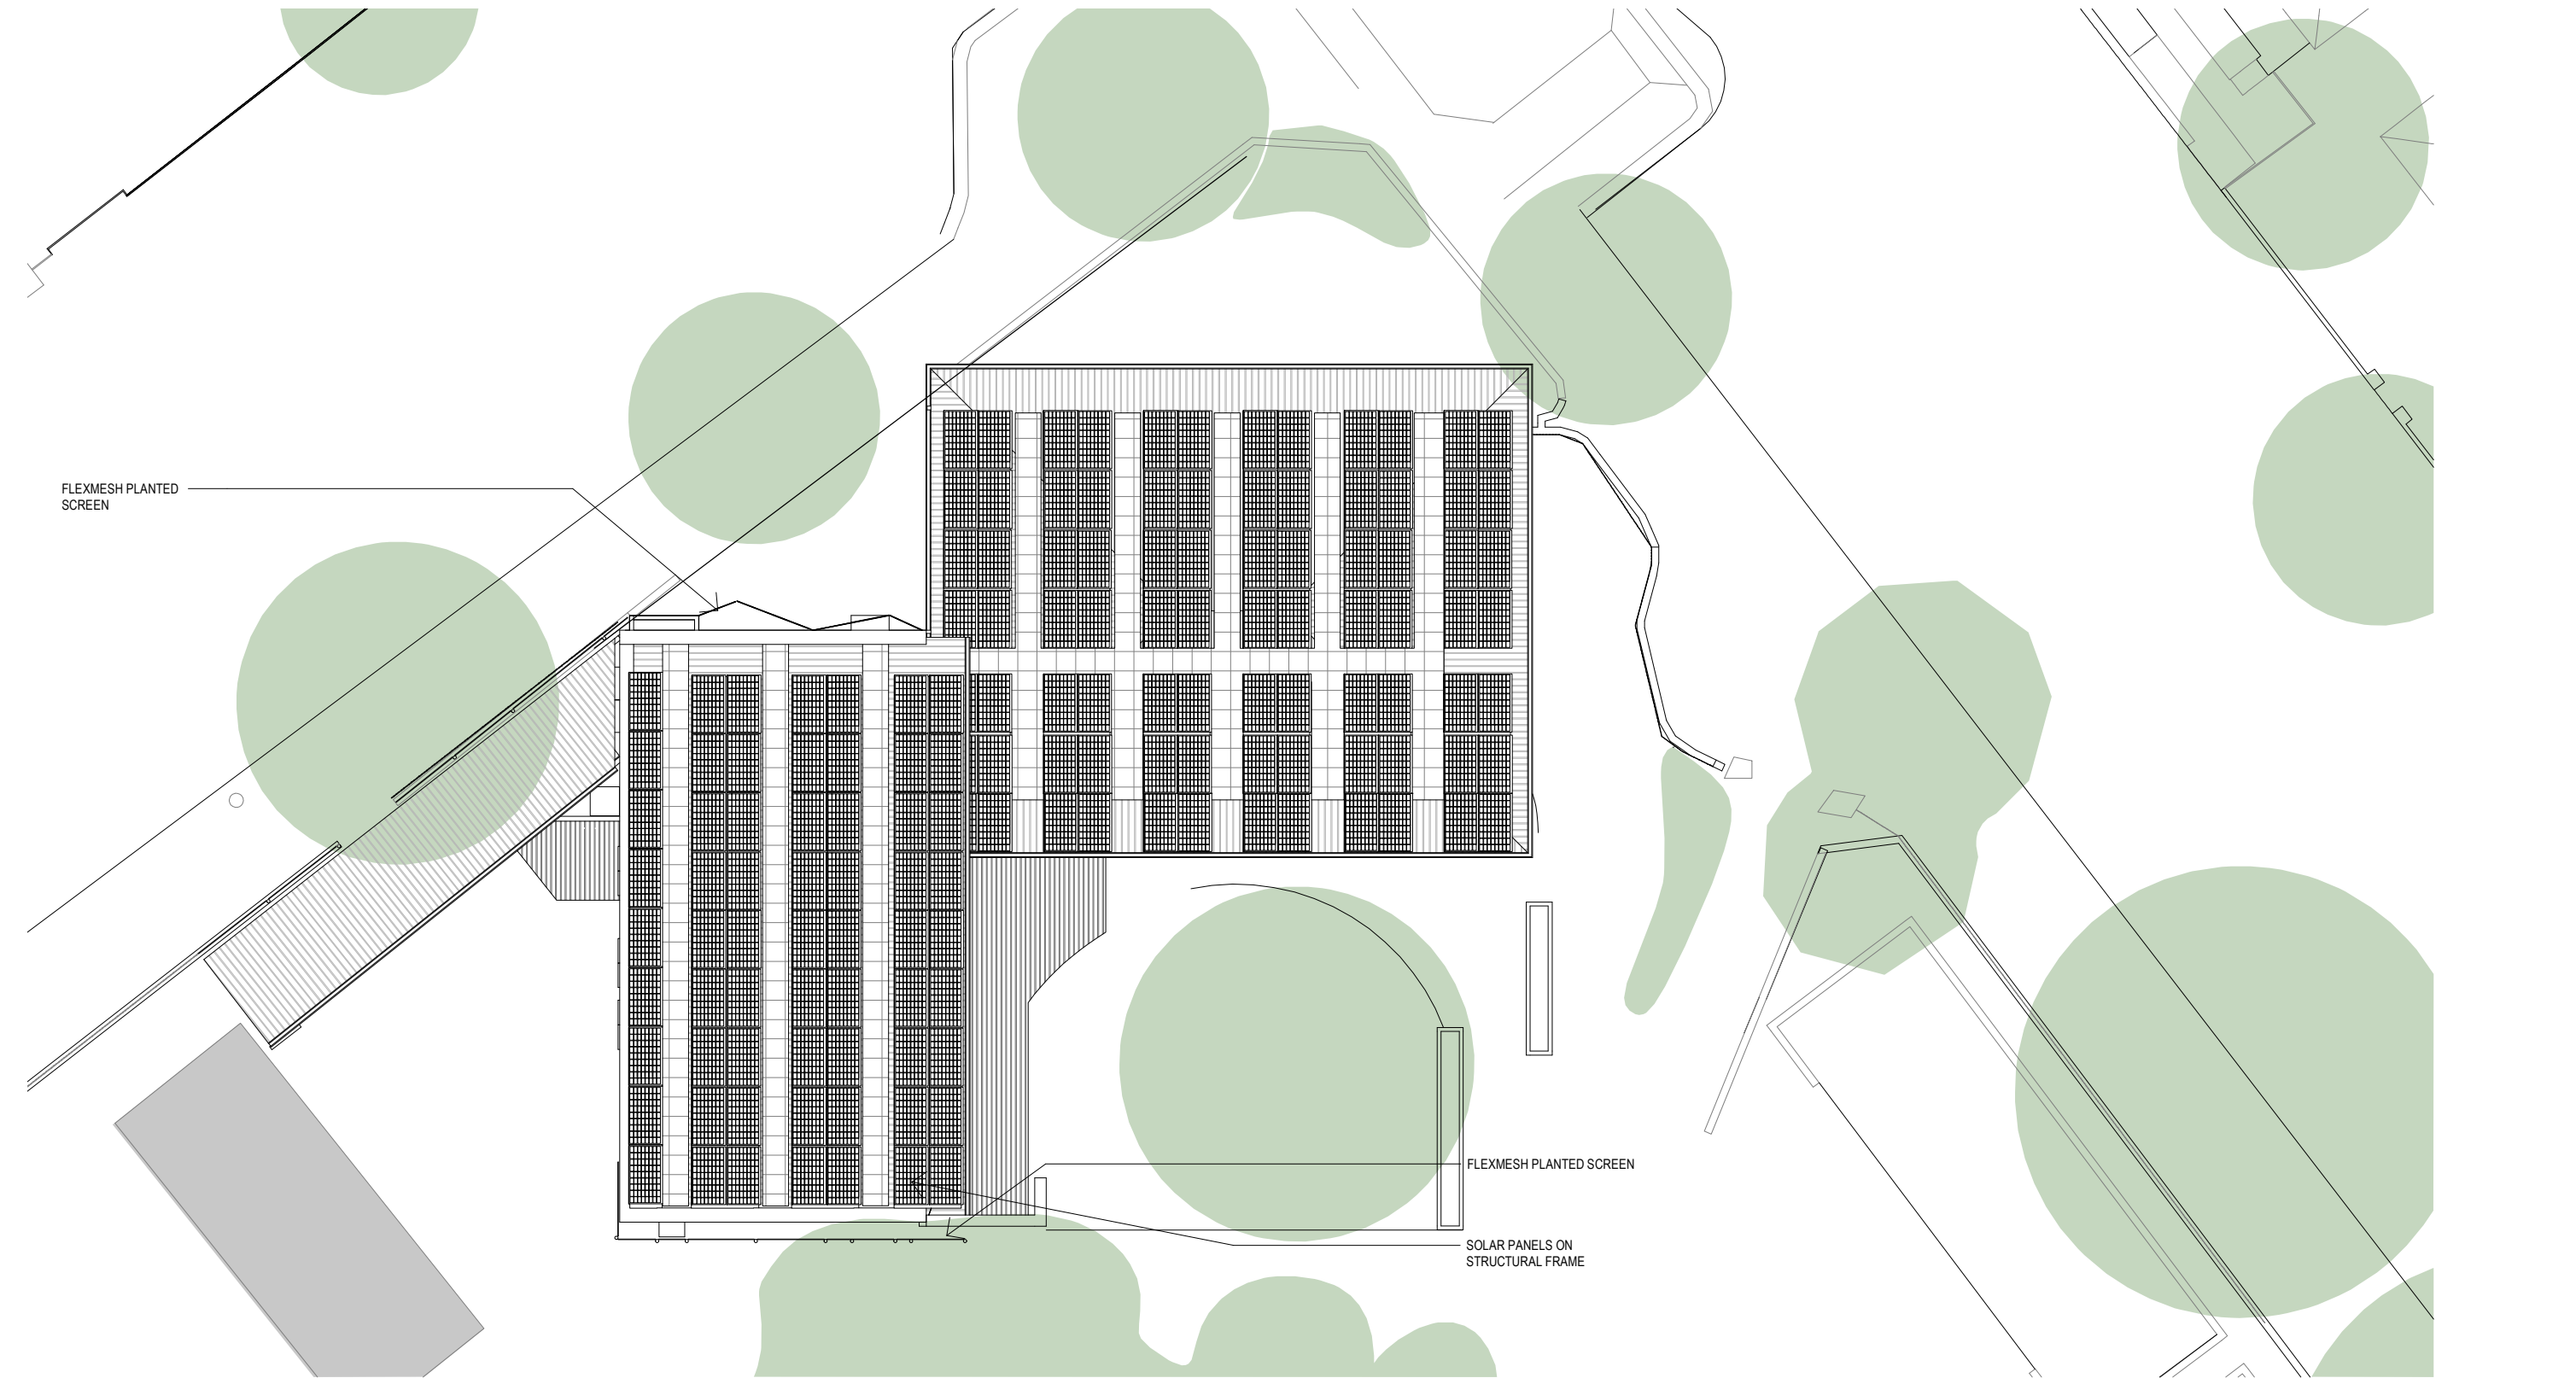 FLEXMESH PLANTED
SCREEN
FLEXMESH PLANTED SCREEN
SOLAR PANELS ON
STRUCTURAL FRAME